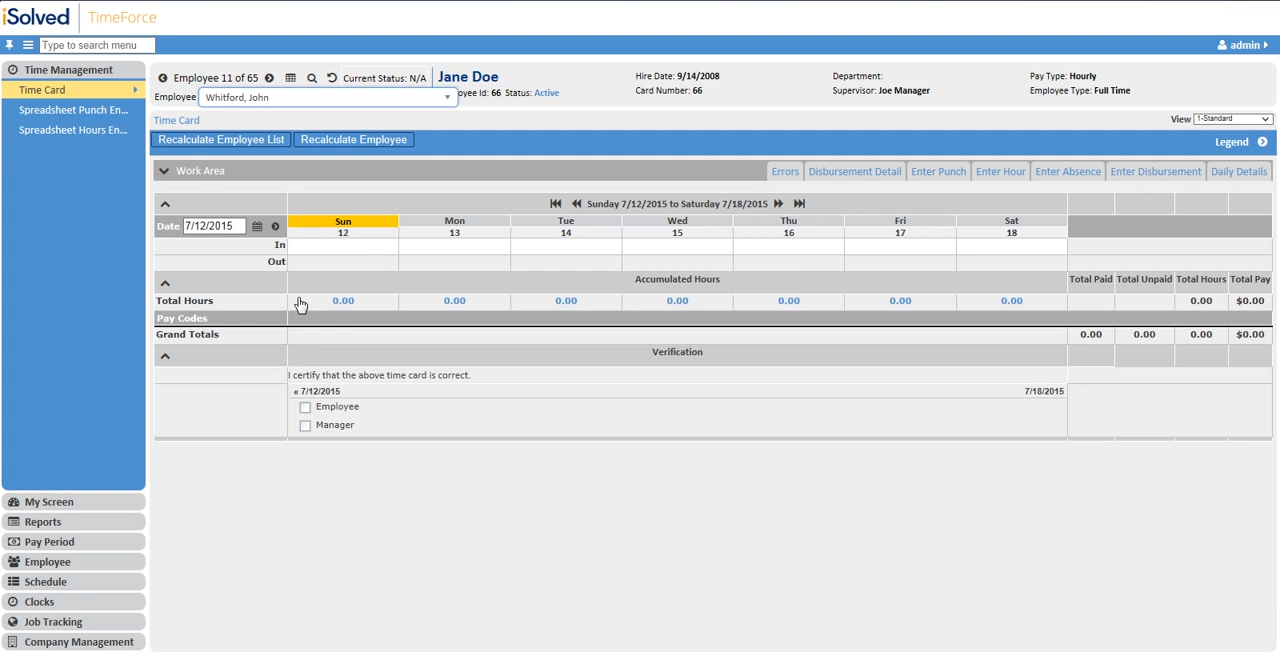 iSolved TimeForce
Type to search menu
admin
Time Management
Time Card
Spreadsheet Punch En...
Spreadsheet Hours En...
My Screen
Reports
Pay Period
Employee
Schedule
Clocks
Job Tracking
Company Management
Employee 11 of 65 Current Status: N/A
Employee Whitford, John
Jane Doe
oyee Id: 66 Status: Active
Hire Date: 9/14/2008
Card Number: 66
Department:
Supervisor: Joe Manager
Pay Type: Hourly
Employee Type: Full Time
Time Card View 1-Standard
Recalculate Employee List Recalculate Employee Legend
Work Area Errors Disbursement Detail Enter Punch Enter Hour Enter Absence Enter Disbursement Daily Details
Sunday 7/12/2015 to Saturday 7/18/2015
Date 7/12/2015
Sun Mon Tue Wed Thu Fri Sat
12 13 14 15 16 17 18
In
Out
Accumulated Hours Total Paid Total Unpaid Total Hours Total Pay
Total Hours 0.00 0.00 0.00 0.00 0.00 0.00 0.00 0.00 $0.00
Pay Codes
Grand Totals 0.00 0.00 0.00 $0.00
Verification
I certify that the above time card is correct.
« 7/12/2015 7/18/2015
Employee
Manager